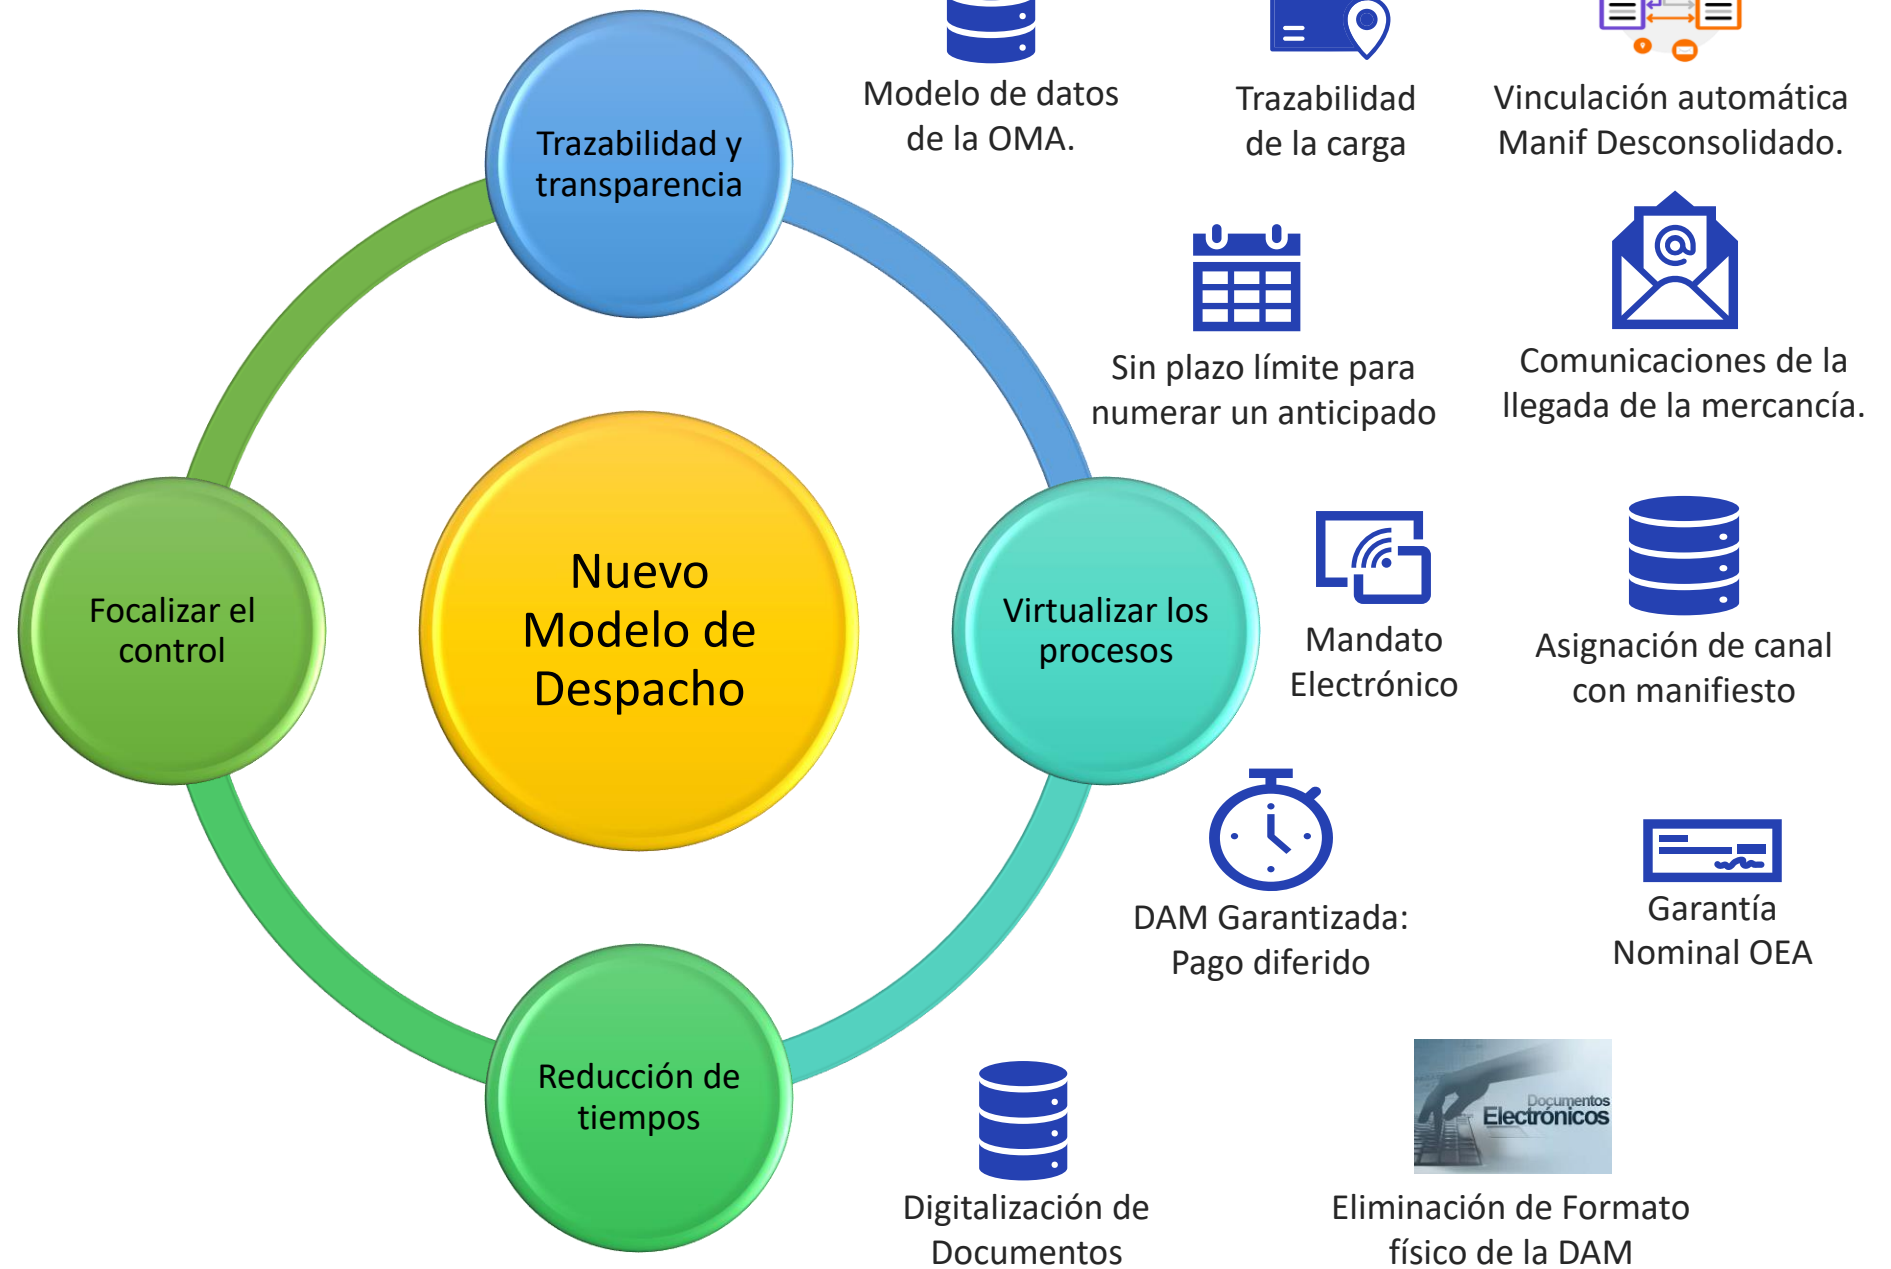 Trazabilidad y
transparencia
Focalizar el
control
Nuevo
Modelo de
Despacho
Virtualizar los
procesos
Reducción de
tiempos
Modelo de datos
de la OMA.
Trazabilidad
de la carga
Vinculación automática
Manif Desconsolidado.
Sin plazo límite para
numerar un anticipado
@
Comunicaciones de la
llegada de la mercancía.
Mandato
Electrónico
Asignación de canal
con manifiesto
DAM Garantizada:
Pago diferido
Garantía
Nominal OEA
Digitalización de
Documentos
Documentos
Electrónicos
Eliminación de Formato
físico de la DAM